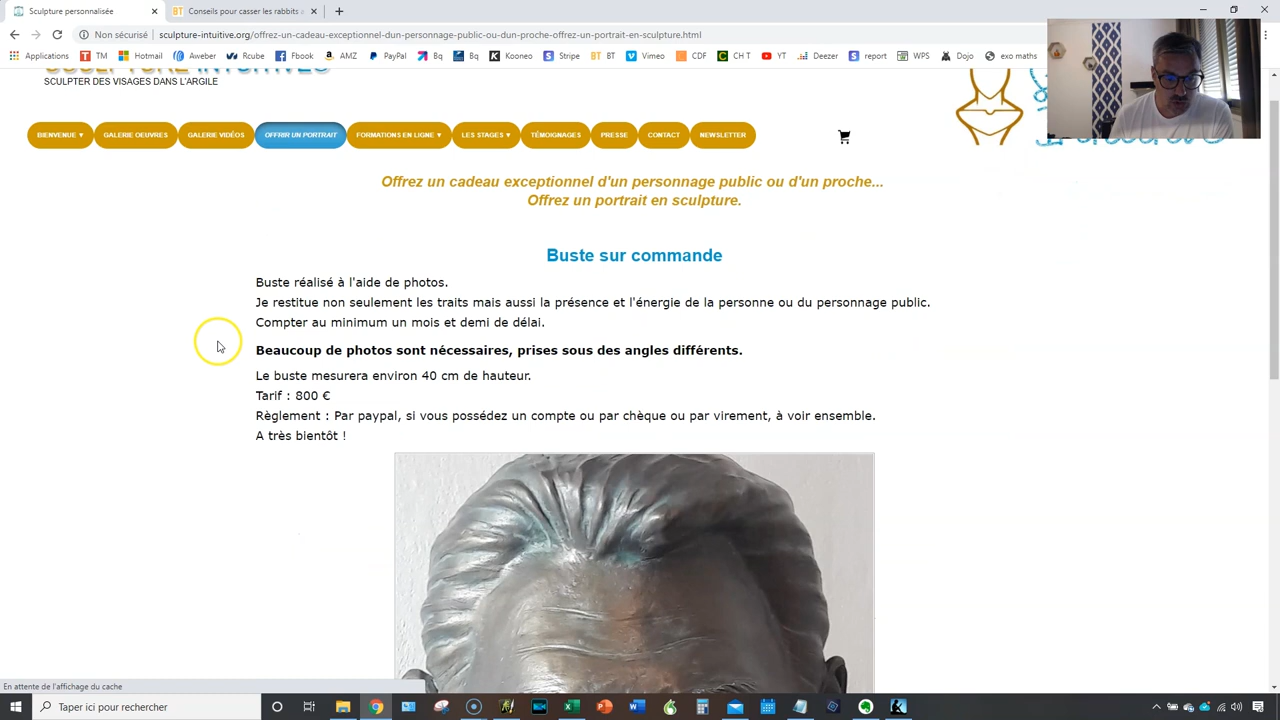 Sculpture personnalisée
Conseils pour casser les rabbits a
Non sécurisé
sculpture-intuitive.org/offrez-un-cadeau-exceptionnel-dun-personnage-public-ou-dun-proche-offrez-un-portrait-en-sculpture.html
Applications TM Hotmail Aweber Rcube Fbook AMZ PayPal Bq Bq Kooneo Stripe BT BT Vimeo CDF CH T YT Deezer report WPS Dojo exo maths
SCULPTURE INTUITIVE
SCULPTER DES VISAGES DANS L'ARGILE
BIENVENUE ▼ GALERIE OEUVRES GALERIE VIDÉOS OFFRIR UN PORTRAIT FORMATIONS EN LIGNE ▼ LES STAGES ▼ TÉMOIGNAGES PRESSE CONTACT NEWSLETTER
Offrez un cadeau exceptionnel d'un personnage public ou d'un proche...
Offrez un portrait en sculpture.
Buste sur commande
Buste réalisé à l'aide de photos.
Je restitue non seulement les traits mais aussi la présence et l'énergie de la personne ou du personnage public.
Compter au minimum un mois et demi de délai.
Beaucoup de photos sont nécessaires, prises sous des angles différents.
Le buste mesurera environ 40 cm de hauteur.
Tarif : 800 €
Règlement : Par paypal, si vous possédez un compte ou par chèque ou par virement, à voir ensemble.
A très bientôt !
En attente de l'affichage du cache
Taper ici pour rechercher